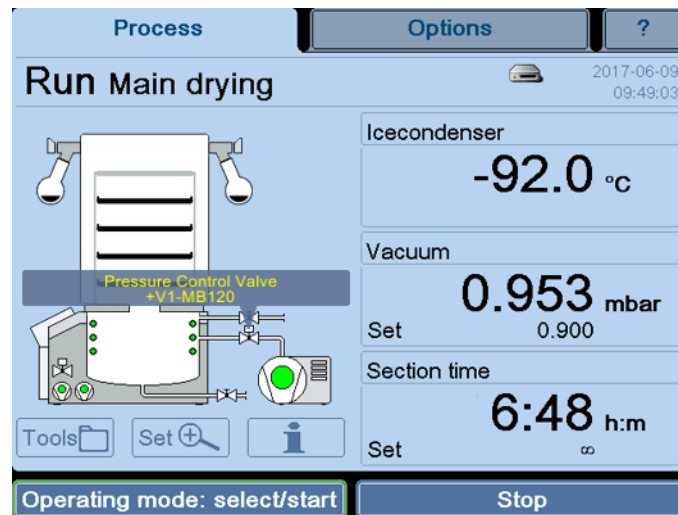 Process
Options
?
Run Main drying
2017-06-09
09:49:03
Icecondenser
-92.0 °C
Vacuum
0.953 mbar
Set 0.900
Section time
6:48 h:m
Set ∞
Pressure Control Valve
+V1-MB120
Tools
Set
i
Operating mode: select/start
Stop